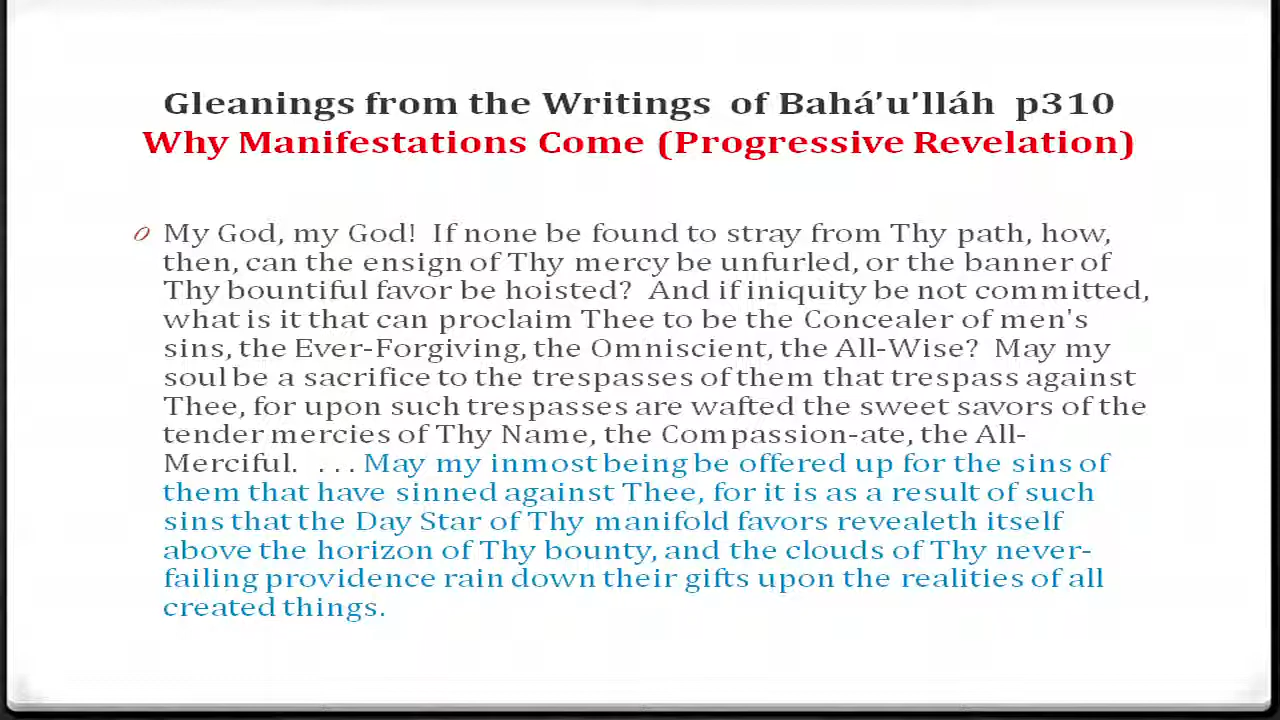 Gleanings from the Writings of Bahá'u'lláh p310
Why Manifestations Come (Progressive Revelation)
My God, my God! If none be found to stray from Thy path, how,
then, can the ensign of Thy mercy be unfurled, or the banner of
Thy bountiful favor be hoisted? And if iniquity be not committed,
what is it that can proclaim Thee to be the Concealer of men's
sins, the Ever-Forgiving, the Omniscient, the All-Wise? May my
soul be a sacrifice to the trespasses of them that trespass against
Thee, for upon such trespasses are wafted the sweet savors of the
tender mercies of Thy Name, the Compassion-ate, the All-
Merciful. . . . May my inmost being be offered up for the sins of
them that have sinned against Thee, for it is as a result of such
sins that the Day Star of Thy manifold favors revealeth itself
above the horizon of Thy bounty, and the clouds of Thy never-
failing providence rain down their gifts upon the realities of all
created things.